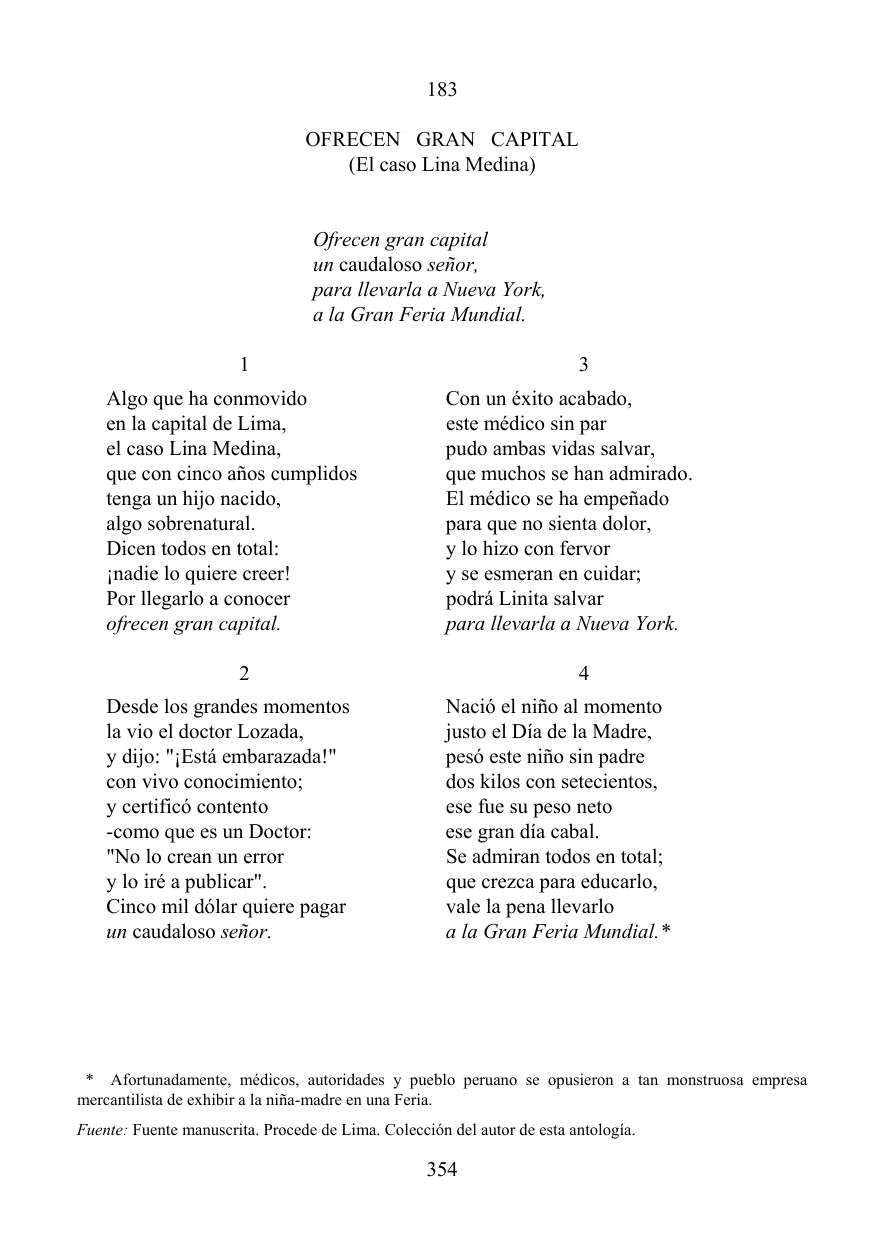 183
OFRECEN GRAN CAPITAL
(El caso Lina Medina)
Ofrecen gran capital
un caudaloso señor,
para llevarla a Nueva York,
a la Gran Feria Mundial.
1
Algo que ha conmovido
en la capital de Lima,
el caso Lina Medina,
que con cinco años cumplidos
tenga un hijo nacido,
algo sobrenatural.
Dicen todos en total:
¡nadie lo quiere creer!
Por llegarlo a conocer
ofrecen gran capital.
2
Desde los grandes momentos
la vio el doctor Lozada,
y dijo: "¡Está embarazada!"
con vivo conocimiento;
y certificó contento
-como que es un Doctor:
"No lo crean un error
y lo iré a publicar".
Cinco mil dólar quiere pagar
un caudaloso señor.
3
Con un éxito acabado,
este médico sin par
pudo ambas vidas salvar,
que muchos se han admirado.
El médico se ha empeñado
para que no sienta dolor,
y lo hizo con fervor
y se esmeran en cuidar;
podrá Linita salvar
para llevarla a Nueva York.
4
Nació el niño al momento
justo el Día de la Madre,
pesó este niño sin padre
dos kilos con setecientos,
ese fue su peso neto
ese gran día cabal.
Se admiran todos en total;
que crezca para educarlo,
vale la pena llevarlo
a la Gran Feria Mundial.*
* Afortunadamente, médicos, autoridades y pueblo peruano se opusieron a tan monstruosa empresa
mercantilista de exhibir a la niña-madre en una Feria.
Fuente: Fuente manuscrita. Procede de Lima. Colección del autor de esta antología.
354